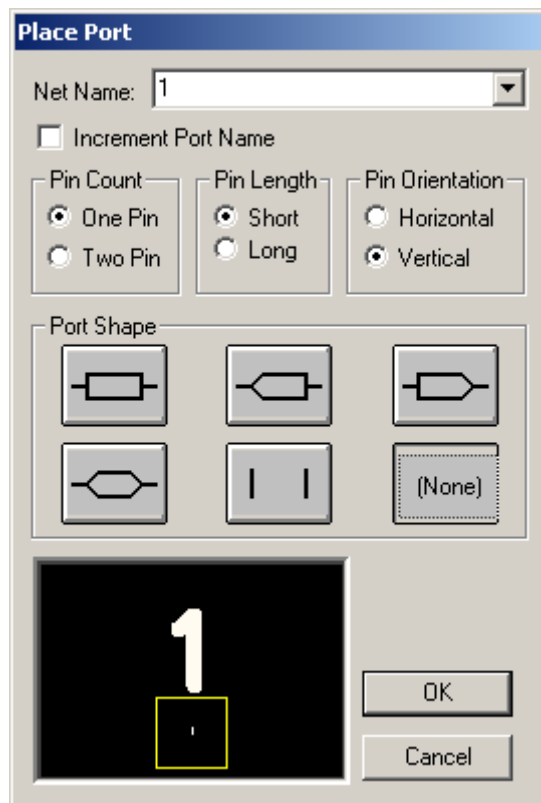 Place Port
Net Name: 1
Increment Port Name
Pin Count Pin Length Pin Orientation
One Pin Short Horizontal
Two Pin Long Vertical
Port Shape
(None)
1
OK
Cancel